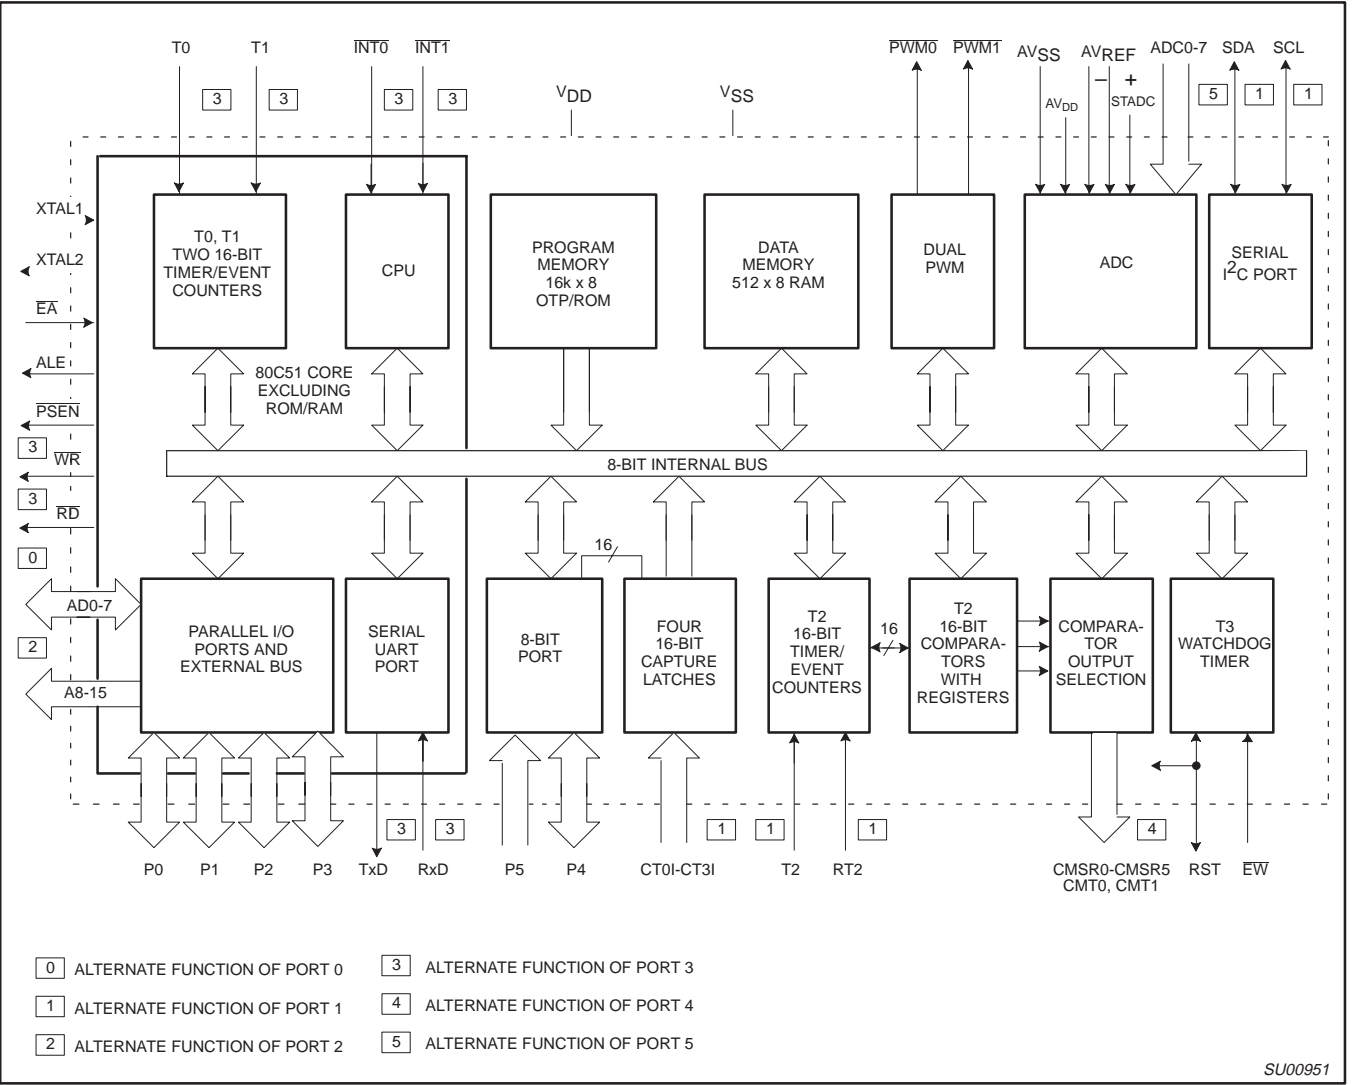 T0 T1 INT0 INT1 PWM0 PWM1 AVSS AVREF ADC0-7 SDA SCL
− +
3 3 3 3 VDD VSS AVDD STADC 5 1 1
XTAL1
XTAL2
EA
ALE
PSEN
3
WR
3
RD
0
AD0-7
2
A8-15
T0, T1
TWO 16-BIT
TIMER/EVENT
COUNTERS
CPU
PROGRAM
MEMORY
16k x 8
OTP/ROM
DATA
MEMORY
512 x 8 RAM
DUAL
PWM
ADC
SERIAL
I2C PORT
80C51 CORE
EXCLUDING
ROM/RAM
8-BIT INTERNAL BUS
PARALLEL I/O
PORTS AND
EXTERNAL BUS
SERIAL
UART
PORT
8-BIT
PORT
16
FOUR
16-BIT
CAPTURE
LATCHES
T2
16-BIT
TIMER/
EVENT
COUNTERS
16
T2
16-BIT
COMPARA-
TORS
WITH
REGISTERS
COMPARA-
TOR
OUTPUT
SELECTION
T3
WATCHDOG
TIMER
3 3 1 1 1 4
P0 P1 P2 P3 TxD RxD P5 P4 CT0I-CT3I T2 RT2 CMSR0-CMSR5 RST EW
CMT0, CMT1
0 ALTERNATE FUNCTION OF PORT 0
1 ALTERNATE FUNCTION OF PORT 1
2 ALTERNATE FUNCTION OF PORT 2
3 ALTERNATE FUNCTION OF PORT 3
4 ALTERNATE FUNCTION OF PORT 4
5 ALTERNATE FUNCTION OF PORT 5
SU00951